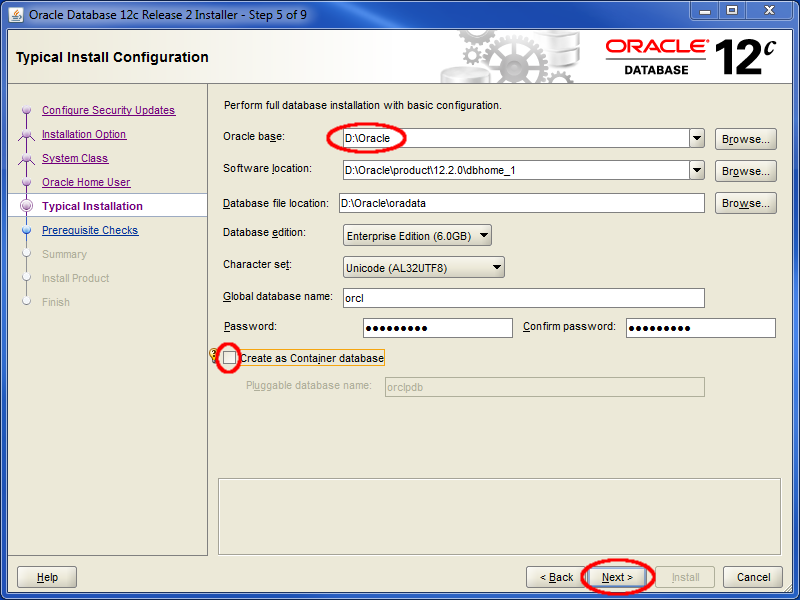 Oracle Database 12c Release 2 Installer - Step 5 of 9
Typical Install Configuration
ORACLE®
DATABASE
12c
Configure Security Updates
Installation Option
System Class
Oracle Home User
Typical Installation
Prerequisite Checks
Summary
Install Product
Finish
Perform full database installation with basic configuration.
Oracle base: D:\Oracle Browse...
Software location: D:\Oracle\product\12.2.0\dbhome_1 Browse...
Database file location: D:\Oracle\oradata Browse...
Database edition: Enterprise Edition (6.0GB)
Character set: Unicode (AL32UTF8)
Global database name: orcl
Password: ●●●●●●●●● Confirm password: ●●●●●●●●●
Create as Container database
Pluggable database name: orclpdb
Help < Back Next > Install Cancel